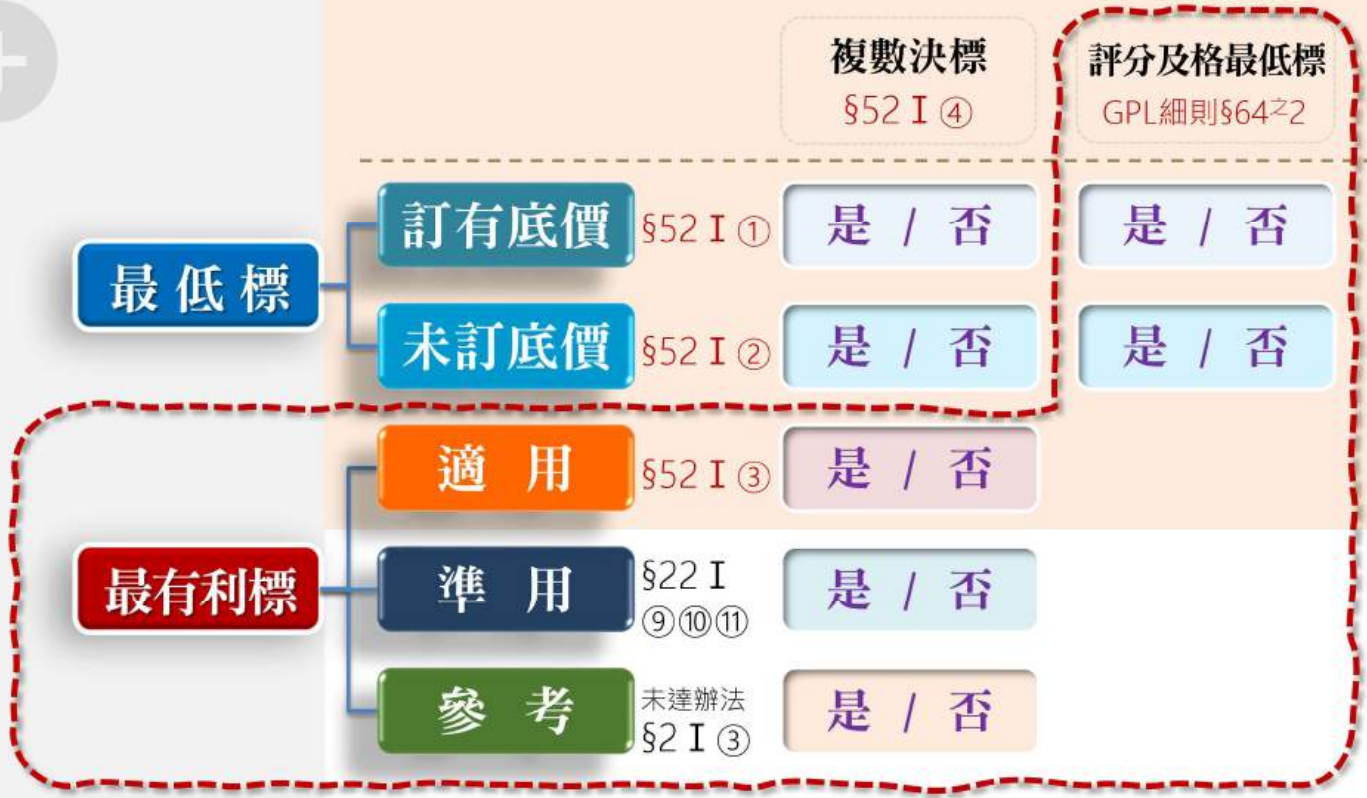 複數決標
§52 I ④
評分及格最低標
GPL細則§64之2
最低標
訂有底價 §52 I ① 是 / 否 是 / 否
未訂底價 §52 I ② 是 / 否 是 / 否
最有利標
適用 §52 I ③ 是 / 否
準用 §22 I
⑨⑩⑪
是 / 否
參考 未達辦法
§2 I ③
是 / 否